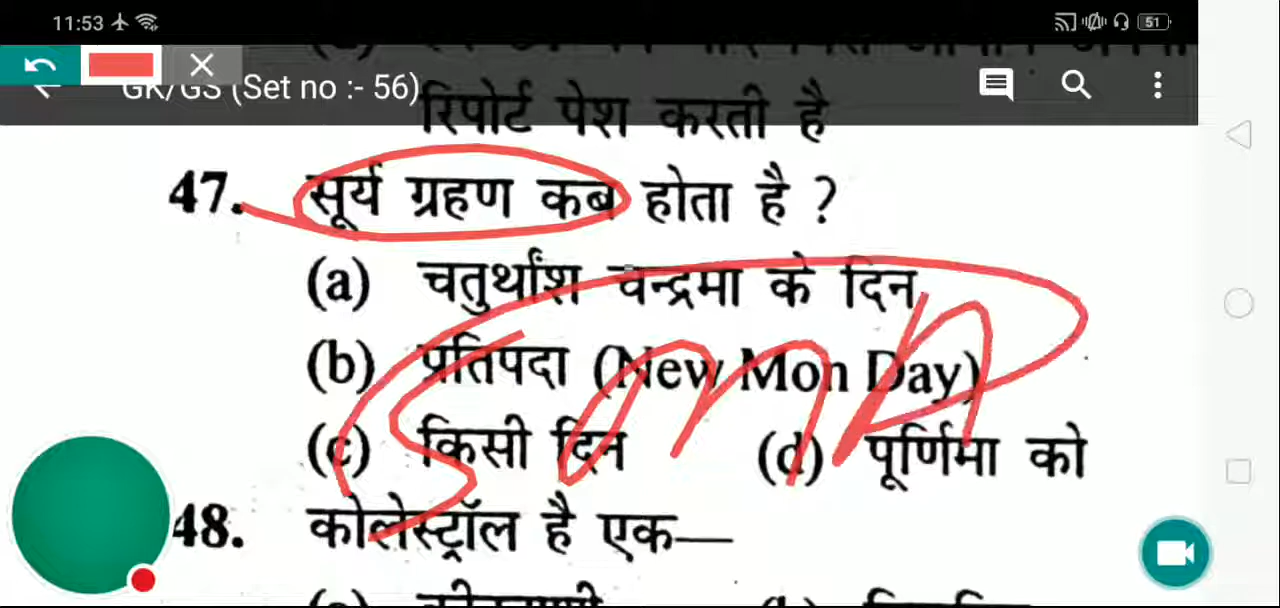 11:53
51
GK/GS (Set no :- 56)
रिपोर्ट पेश करती है
47. सूर्य ग्रहण कब होता है ?
(a) चतुर्थांश चन्द्रमा के दिन
(b) प्रतिपदा (New Mon Day)
(c) किसी दिन (d) पूर्णिमा को
48. कोलेस्ट्रॉल है एक—